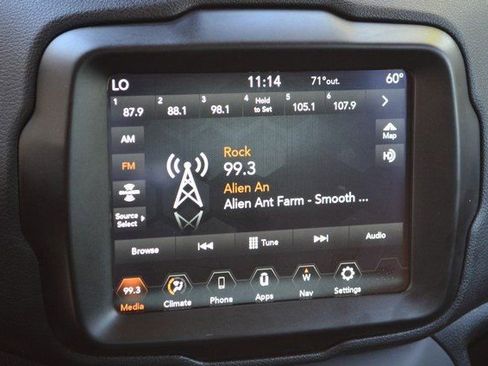 LO 11:14 71°out. 60°
1 87.9 2 88.1 3 98.1 4 Hold to Set 5 105.1 6 107.9
AM
Map
Rock
FM
99.3
Alien An
Alien Ant Farm - Smooth ...
Source
Select
Browse Tune Audio
99.3 W
Media Climate Phone Apps Nav Settings